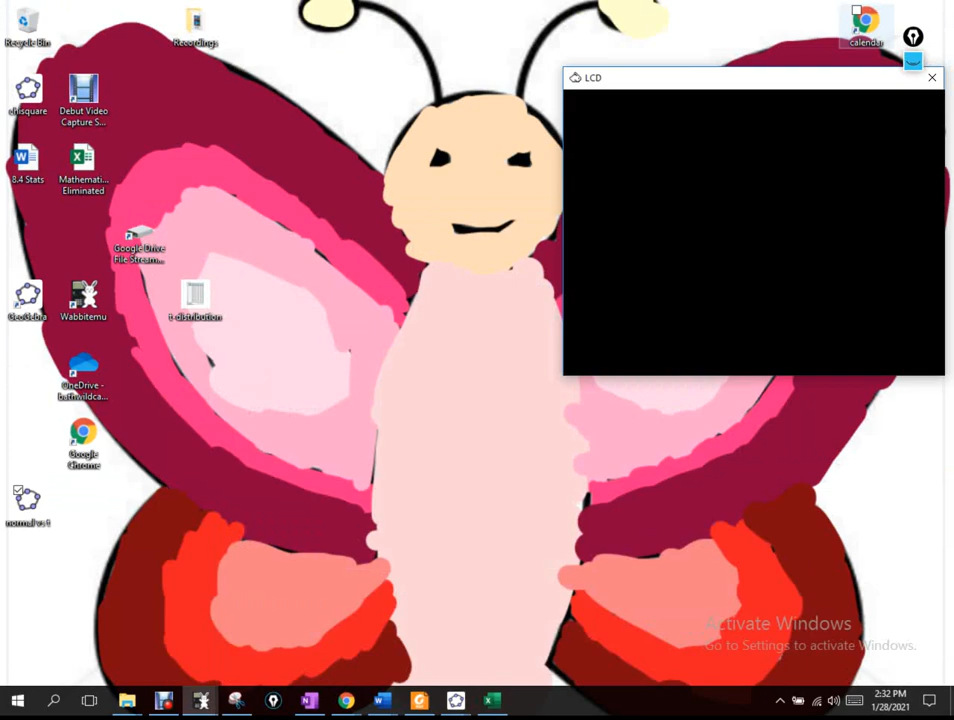 Recycle Bin
Recordings
calendar
LCD
chisquare
Debut Video
Capture S...
8.4 Stats
Mathemati...
Eliminated
Google Drive
File Stream...
GeoGebra
Wabbitemu
t-distribution
OneDrive -
bathwildca...
Google
Chrome
normal vs t
Activate Windows
Go to Settings to activate Windows.
2:32 PM
1/28/2021